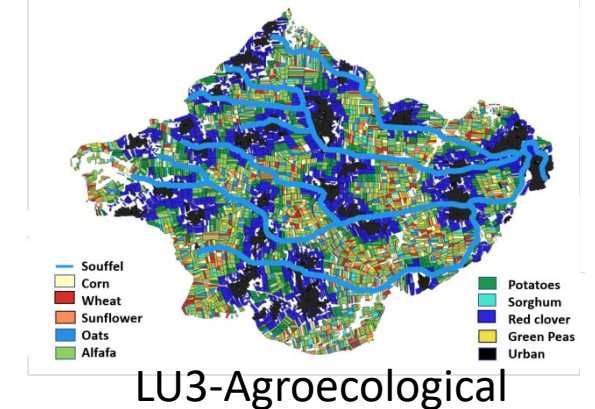 Souffel
Corn
Wheat
Sunflower
Oats
Alfafa
Potatoes
Sorghum
Red clover
Green Peas
Urban
LU3-Agroecological